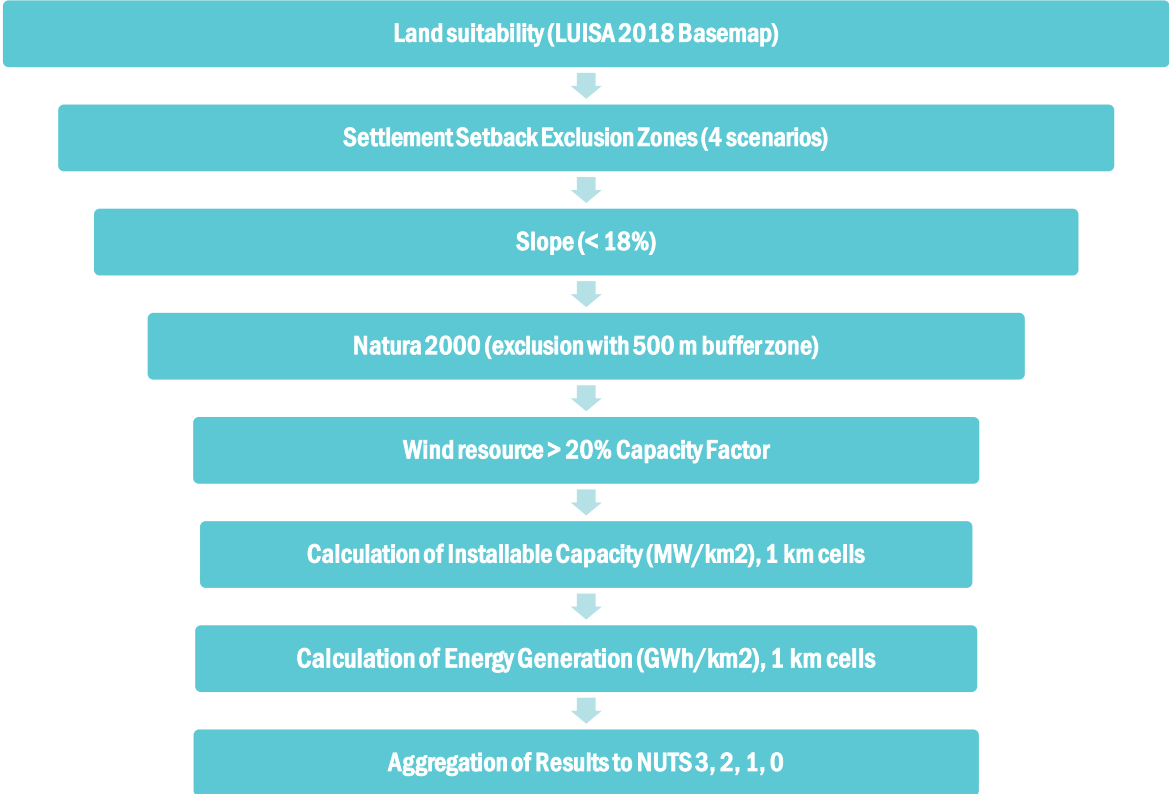 Land suitability (LUISA 2018 Basemap)
Settlement Setback Exclusion Zones (4 scenarios)
Slope (< 18%)
Natura 2000 (exclusion with 500 m buffer zone)
Wind resource > 20% Capacity Factor
Calculation of Installable Capacity (MW/km2), 1 km cells
Calculation of Energy Generation (GWh/km2), 1 km cells
Aggregation of Results to NUTS 3, 2, 1, 0